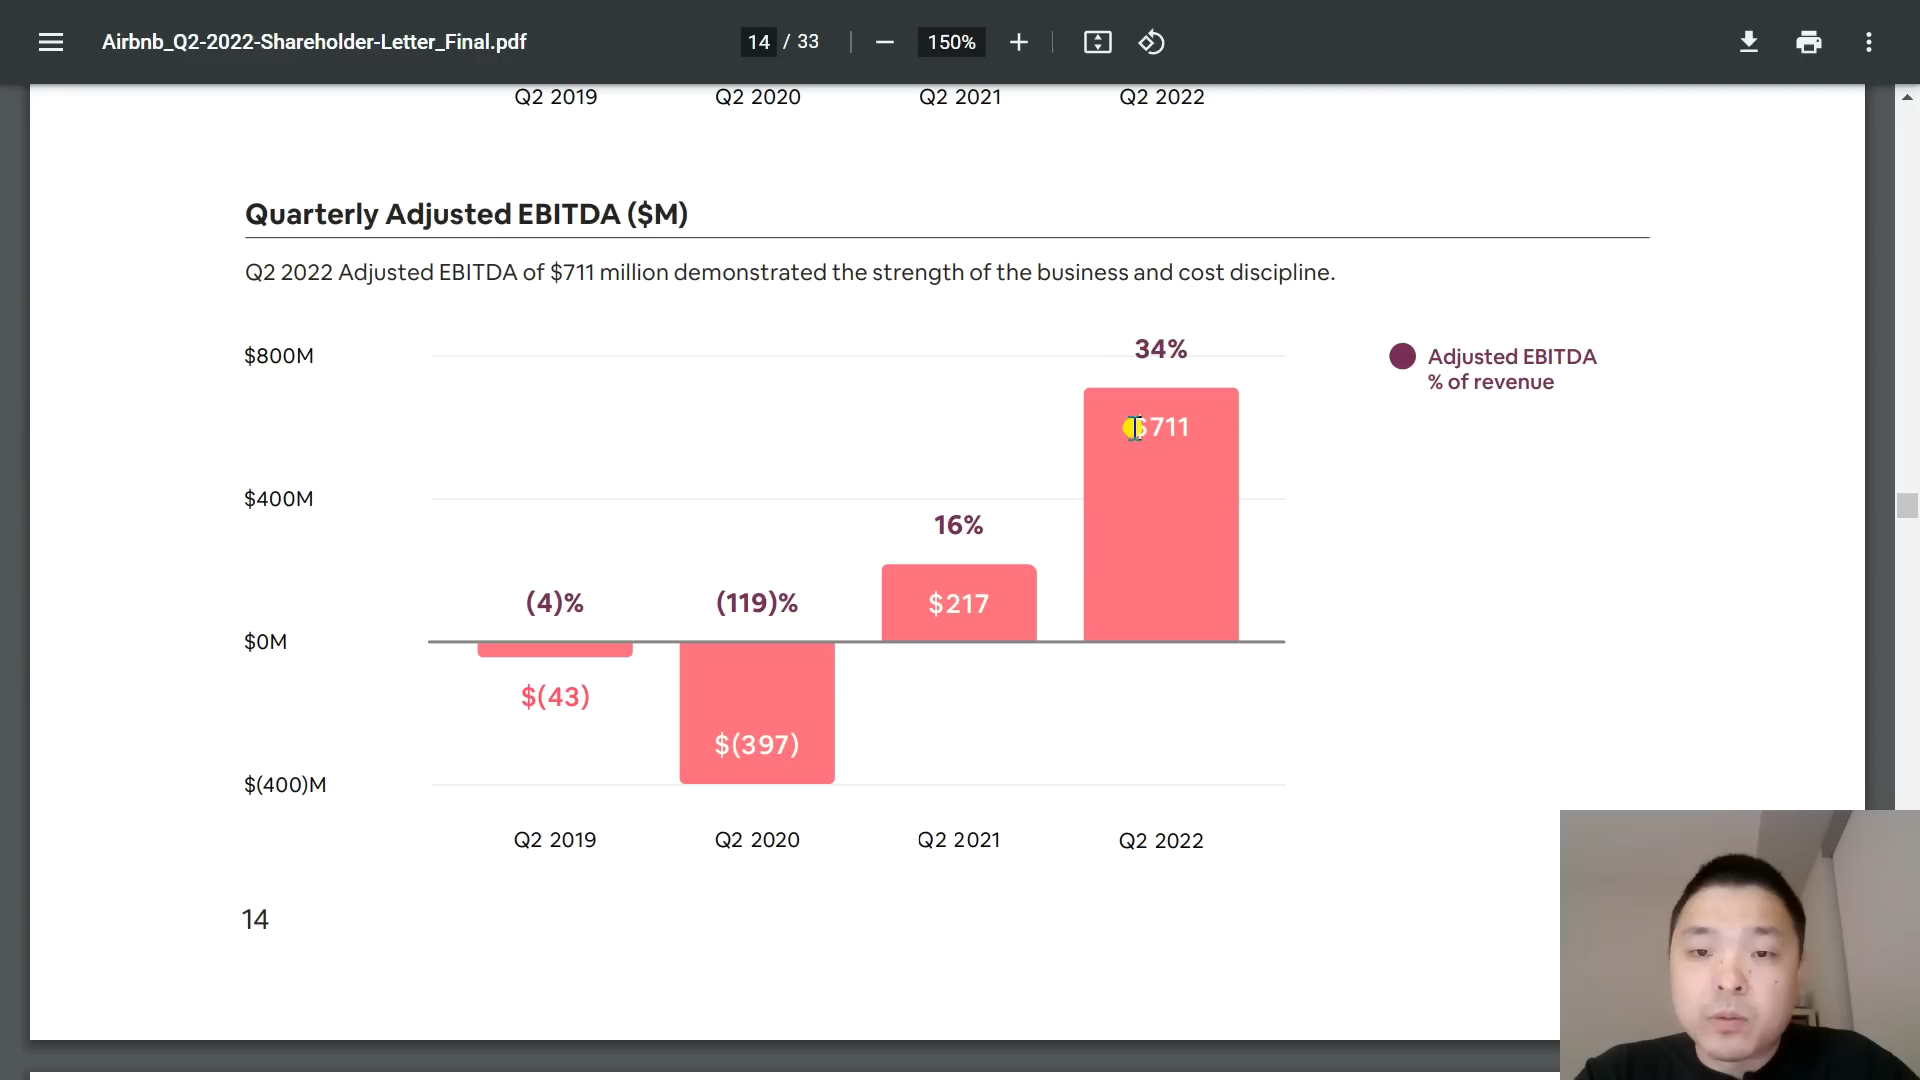 Airbnb_Q2-2022-Shareholder-Letter_Final.pdf
14 / 33
150%
Q2 2019 Q2 2020 Q2 2021 Q2 2022
Quarterly Adjusted EBITDA ($M)
Q2 2022 Adjusted EBITDA of $711 million demonstrated the strength of the business and cost discipline.
$800M
34%
Adjusted EBITDA
% of revenue
$711
$400M
16%
(4)% (119)% $217
$0M
$(43)
$(397)
$(400)M
Q2 2019 Q2 2020 Q2 2021 Q2 2022
14